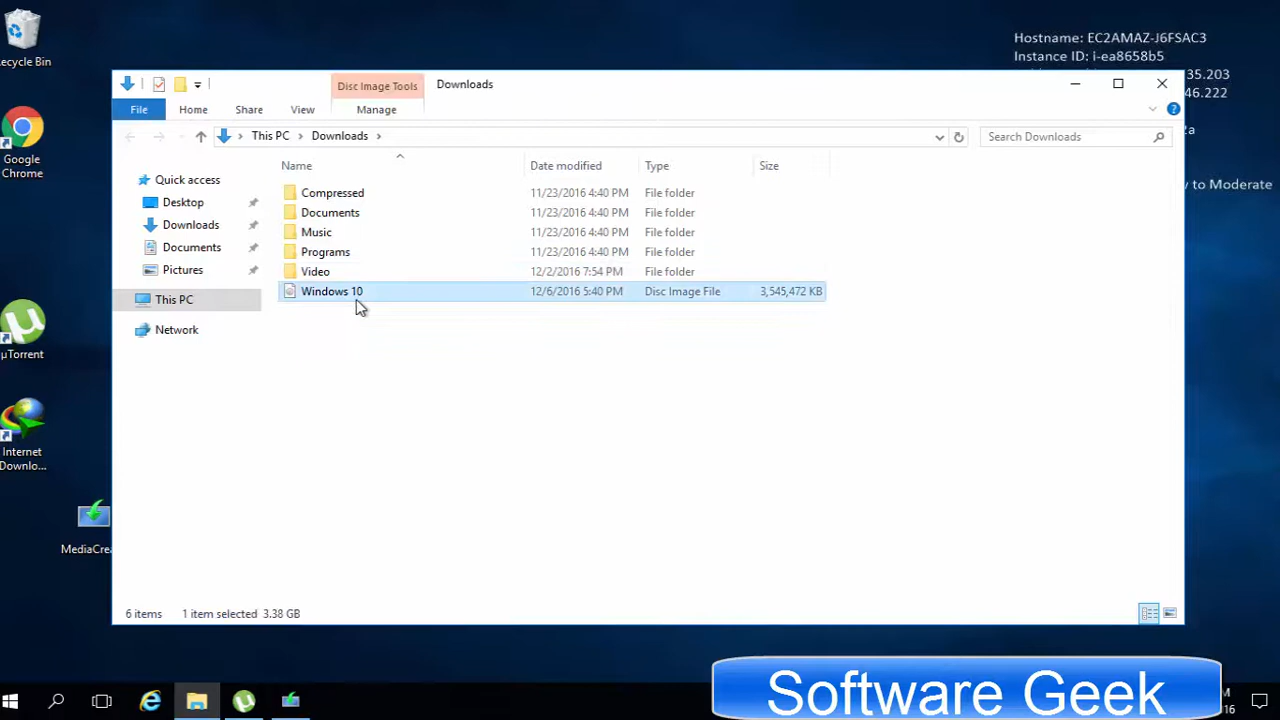 Hostname: EC2AMAZ-J6FSAC3
Instance ID: i-ea8658b5
35.203
46.222
2a
to Moderate
Recycle Bin
Google
Chrome
µTorrent
Internet
Downlo...
MediaCrea
Disc Image Tools
Downloads
File
Home
Share
View
Manage
This PC
Downloads
Search Downloads
Name
Date modified
Type
Size
Quick access
Desktop
Downloads
Documents
Pictures
This PC
Network
Compressed 11/23/2016 4:40 PM File folder
Documents 11/23/2016 4:40 PM File folder
Music 11/23/2016 4:40 PM File folder
Programs 11/23/2016 4:40 PM File folder
Video 12/2/2016 7:54 PM File folder
Windows 10 12/6/2016 5:40 PM Disc Image File 3,545,472 KB
6 items 1 item selected 3.38 GB
Software Geek
M
16